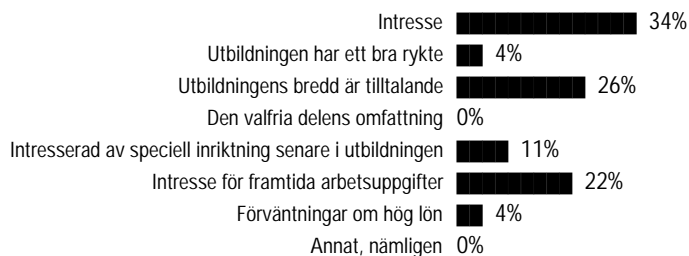 Intresse 34%
Utbildningen har ett bra rykte 4%
Utbildningens bredd är tilltalande 26%
Den valfria delens omfattning 0%
Intresserad av speciell inriktning senare i utbildningen 11%
Intresse för framtida arbetsuppgifter 22%
Förväntningar om hög lön 4%
Annat, nämligen 0%